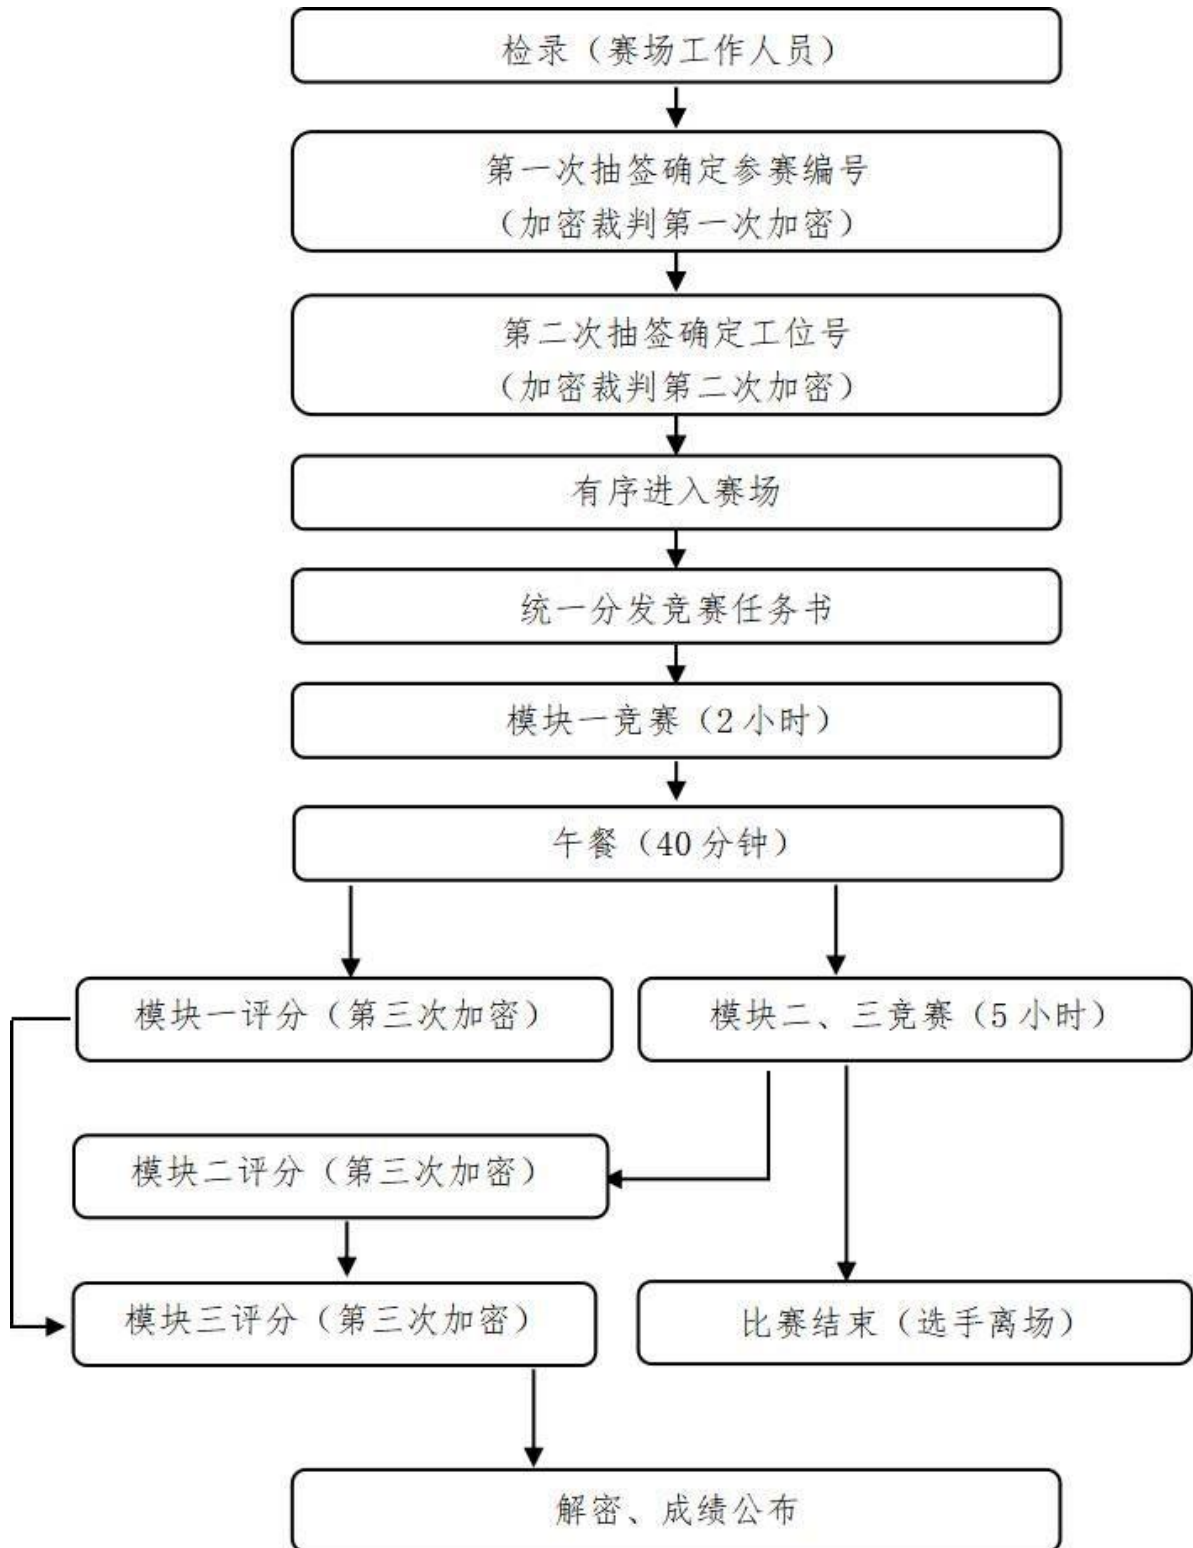 检录（赛场工作人员）
第一次抽签确定参赛编号
（加密裁判第一次加密）
第二次抽签确定工位号
（加密裁判第二次加密）
有序进入赛场
统一分发竞赛任务书
模块一竞赛（2 小时）
午餐（40 分钟）
模块一评分（第三次加密）
模块二、三竞赛（5 小时）
模块二评分（第三次加密）
模块三评分（第三次加密）
比赛结束（选手离场）
解密、成绩公布